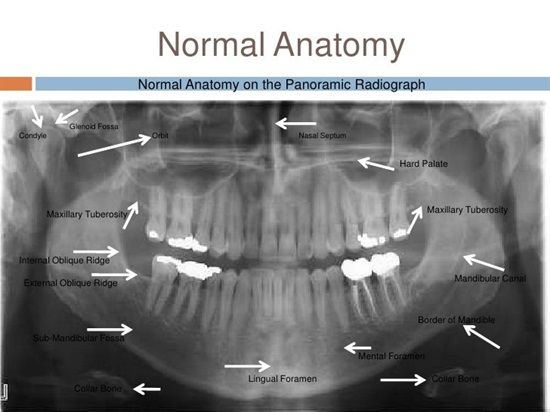 Normal Anatomy
Normal Anatomy on the Panoramic Radiograph
Glenoid Fossa
Condyle
Orbit
Nasal Septum
Hard Palate
Maxillary Tuberosity
Maxillary Tuberosity
Internal Oblique Ridge
External Oblique Ridge
Mandibular Canal
Border of Mandible
Sub-Mandibular Fossa
Mental Foramen
Lingual Foramen
Collar Bone
Collar Bone